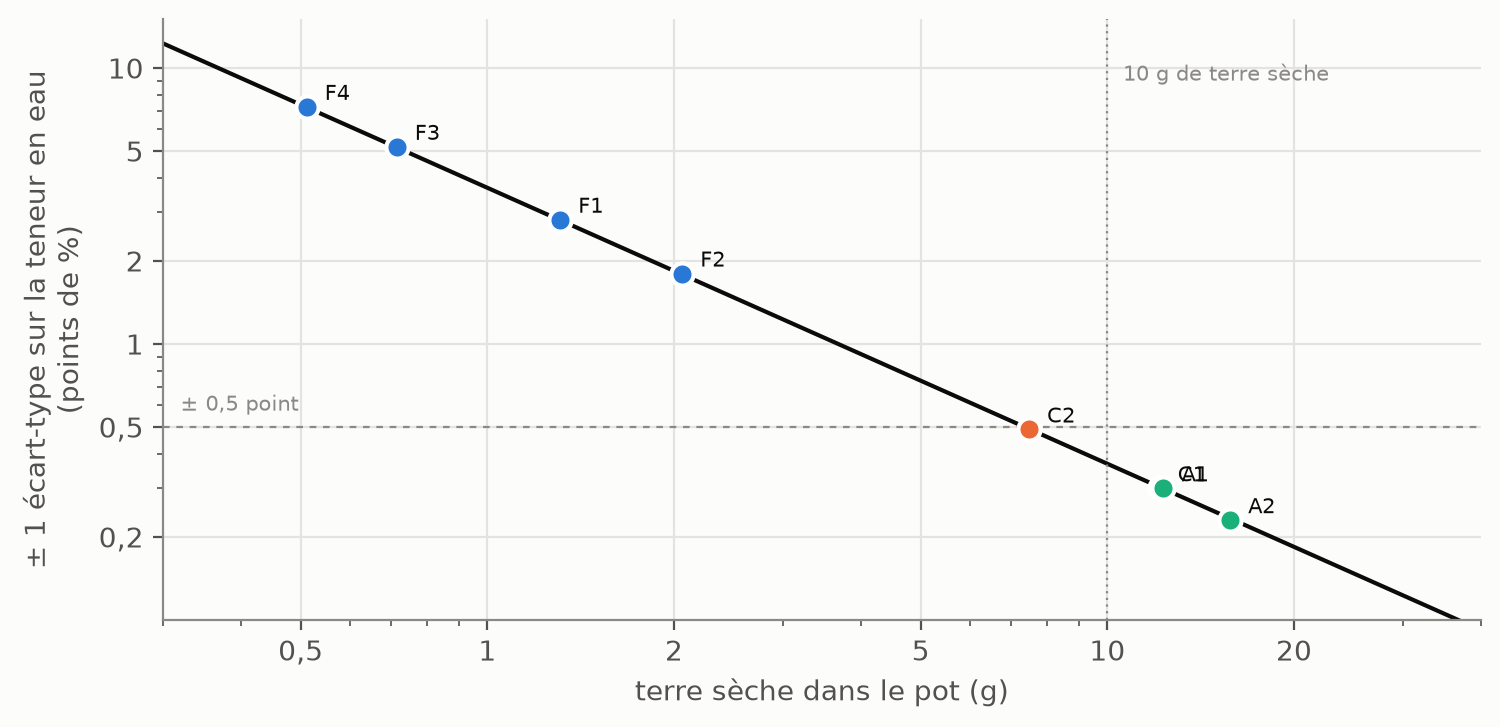 ± 1 écart-type sur la teneur en eau
(points de %)
10
5
2
1
0,5
0,2
F4
F3
F1
F2
C2
C1
A1
A2
10 g de terre sèche
± 0,5 point
0,5
1
2
5
10
20
terre sèche dans le pot (g)